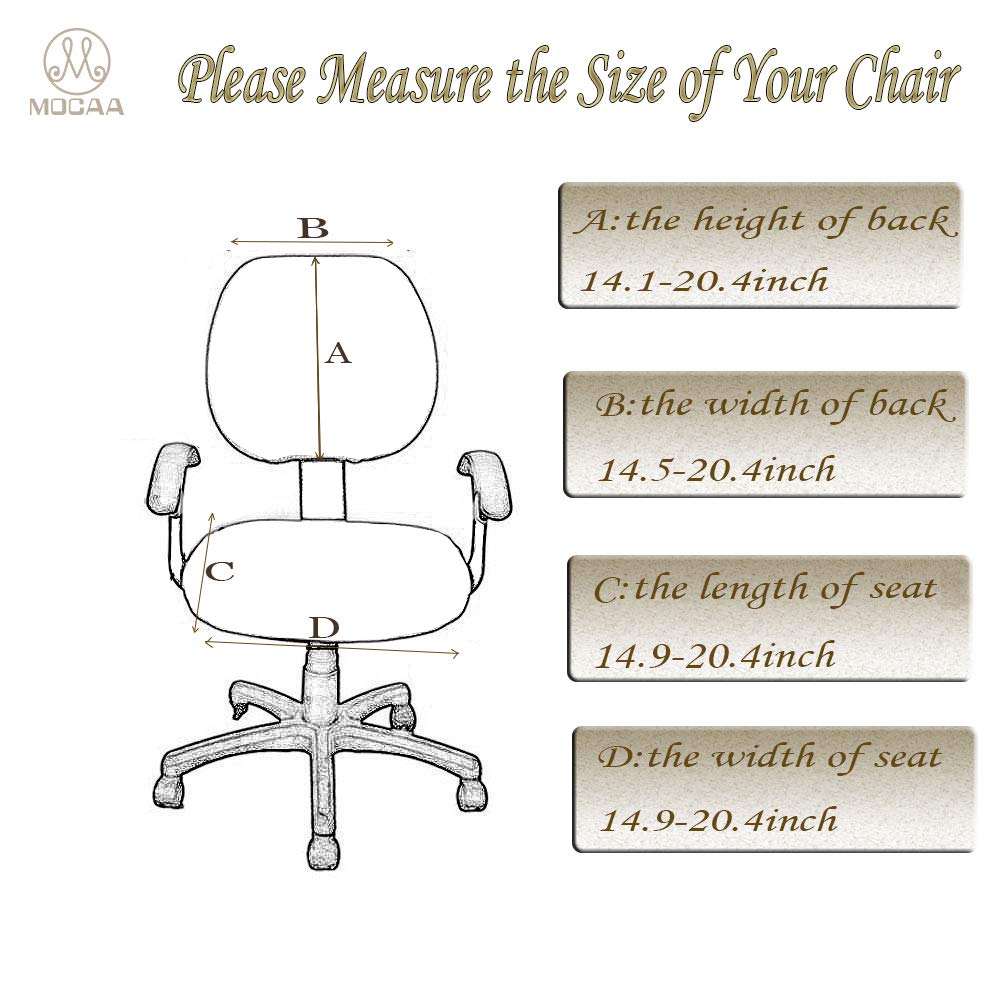 MOCAA
Please Measure the Size of Your Chair
B
A
C
D
A:the height of back
14.1-20.4inch
B:the width of back
14.5-20.4inch
C:the length of seat
14.9-20.4inch
D:the width of seat
14.9-20.4inch